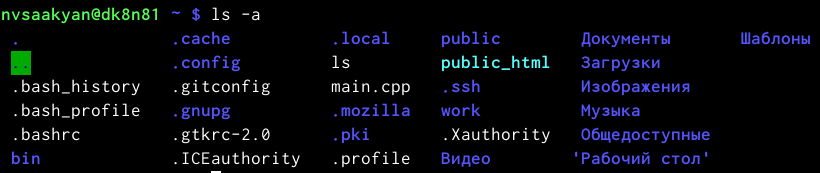 nvsaakyan@dk8n81 ~ $ ls -a
. .cache .local public Документы Шаблоны
.. .config ls public_html Загрузки
.bash_history .gitconfig main.cpp .ssh Изображения
.bash_profile .gnupg .mozilla work Музыка
.bashrc .gtkrc-2.0 .pki .Xauthority Общедоступные
bin .ICEauthority .profile Видео 'Рабочий стол'